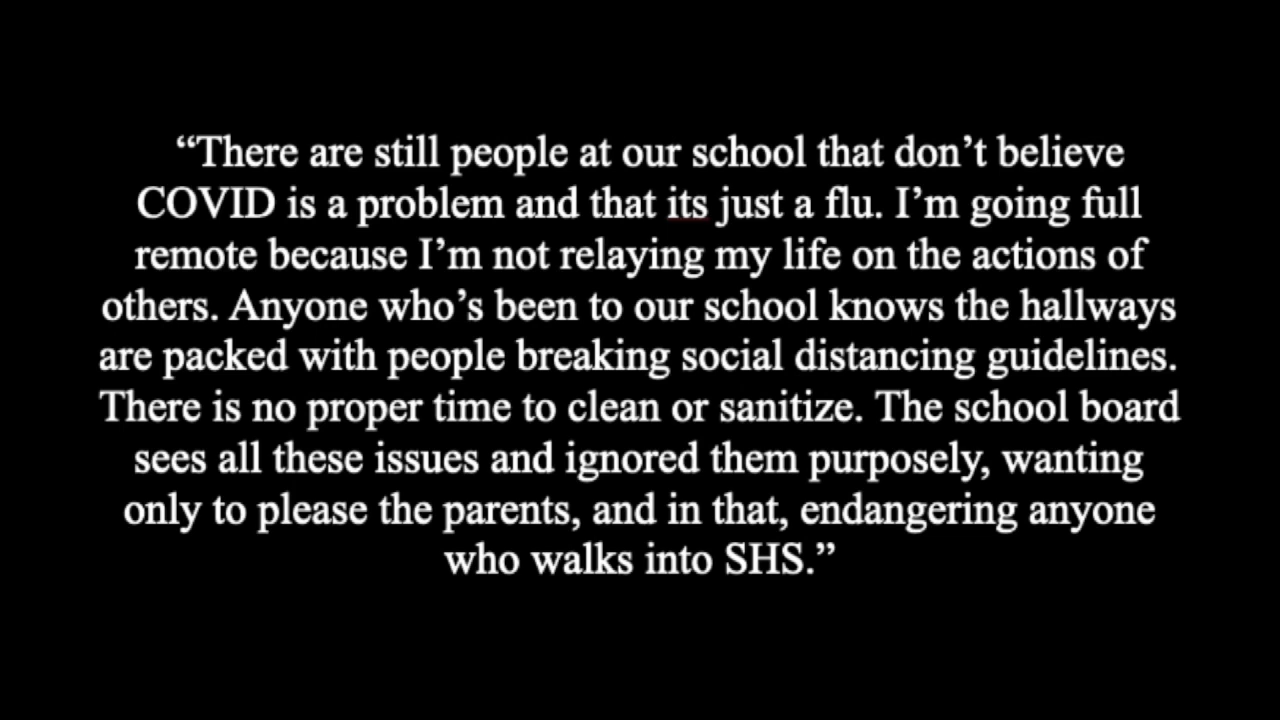 “There are still people at our school that don’t believe
COVID is a problem and that its just a flu. I’m going full
remote because I’m not relaying my life on the actions of
others. Anyone who’s been to our school knows the hallways
are packed with people breaking social distancing guidelines.
There is no proper time to clean or sanitize. The school board
sees all these issues and ignored them purposely, wanting
only to please the parents, and in that, endangering anyone
who walks into SHS.”